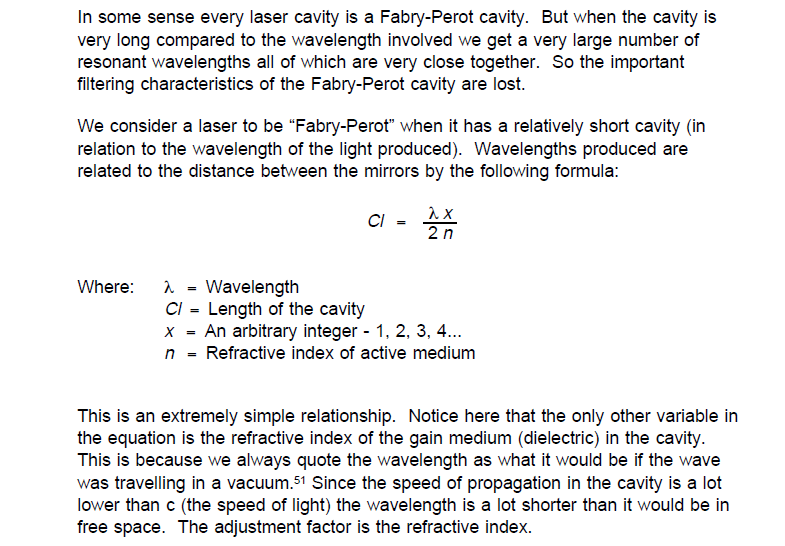 In some sense every laser cavity is a Fabry-Perot cavity. But when the cavity is
very long compared to the wavelength involved we get a very large number of
resonant wavelengths all of which are very close together. So the important
filtering characteristics of the Fabry-Perot cavity are lost.
We consider a laser to be “Fabry-Perot” when it has a relatively short cavity (in
relation to the wavelength of the light produced). Wavelengths produced are
related to the distance between the mirrors by the following formula:
Cl = λ x / 2 n
Where: λ = Wavelength
Cl = Length of the cavity
x = An arbitrary integer - 1, 2, 3, 4...
n = Refractive index of active medium
This is an extremely simple relationship. Notice here that the only other variable in
the equation is the refractive index of the gain medium (dielectric) in the cavity.
This is because we always quote the wavelength as what it would be if the wave
was travelling in a vacuum.⁵¹ Since the speed of propagation in the cavity is a lot
lower than c (the speed of light) the wavelength is a lot shorter than it would be in
free space. The adjustment factor is the refractive index.